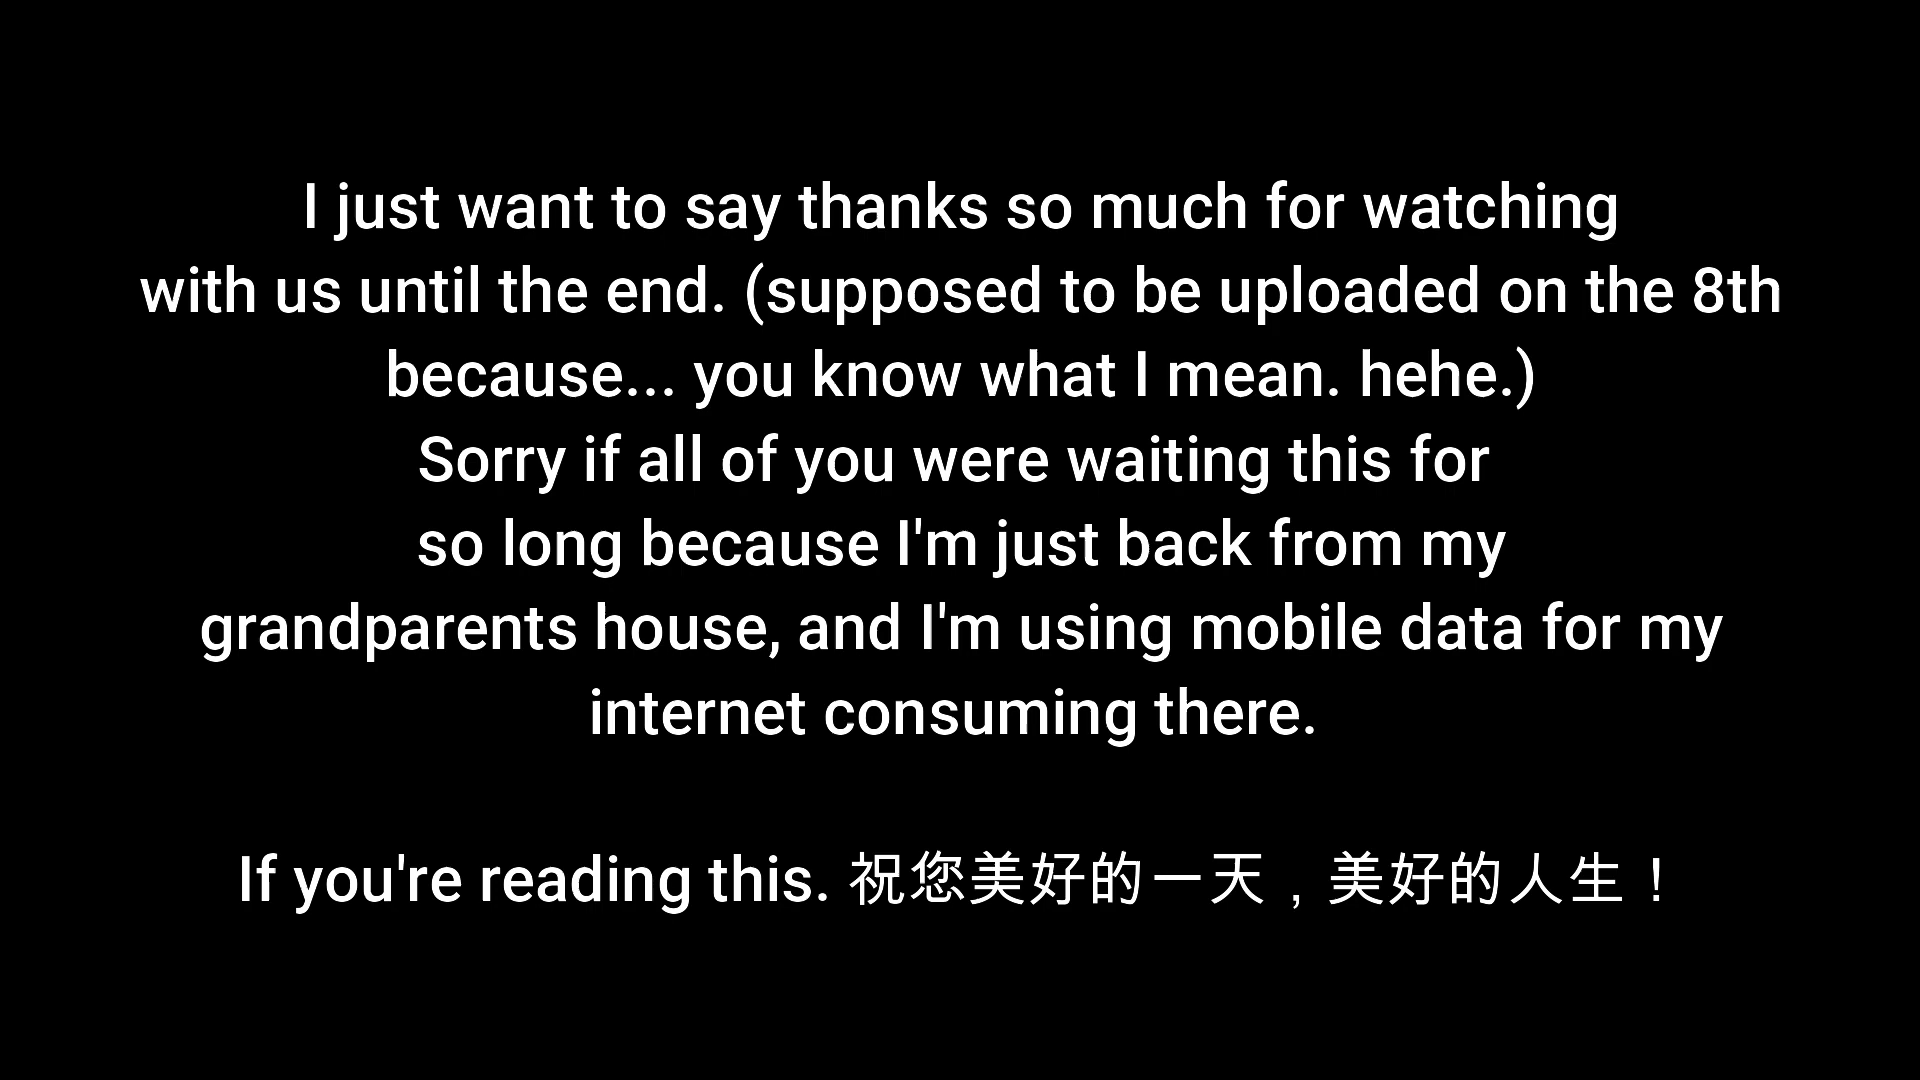 I just want to say thanks so much for watching
with us until the end. (supposed to be uploaded on the 8th
because... you know what I mean. hehe.)
Sorry if all of you were waiting this for
so long because I'm just back from my
grandparents house, and I'm using mobile data for my
internet consuming there.
If you're reading this. 祝您美好的一天，美好的人生！